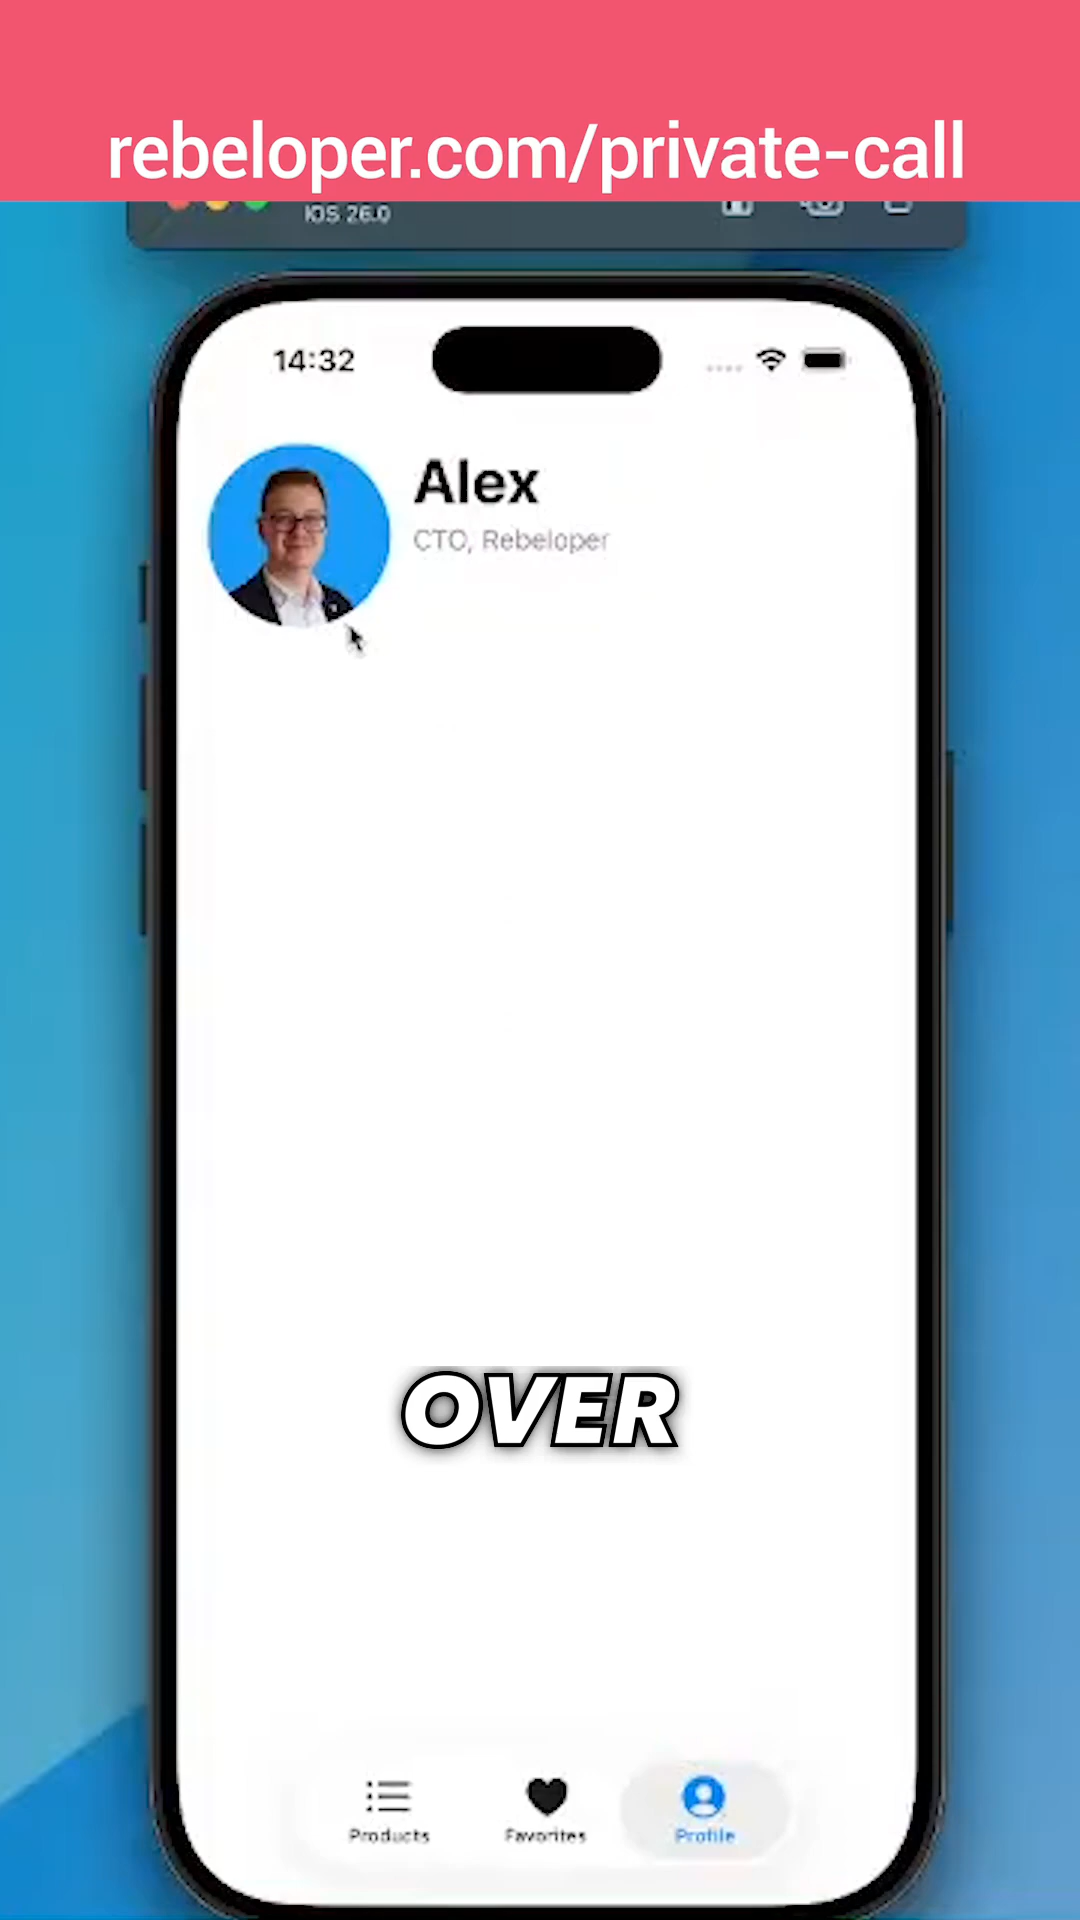 rebeloper.com/private-call
iOS 26.0
14:32
Alex
CTO, Rebeloper
OVER
Products
Favorites
Profile